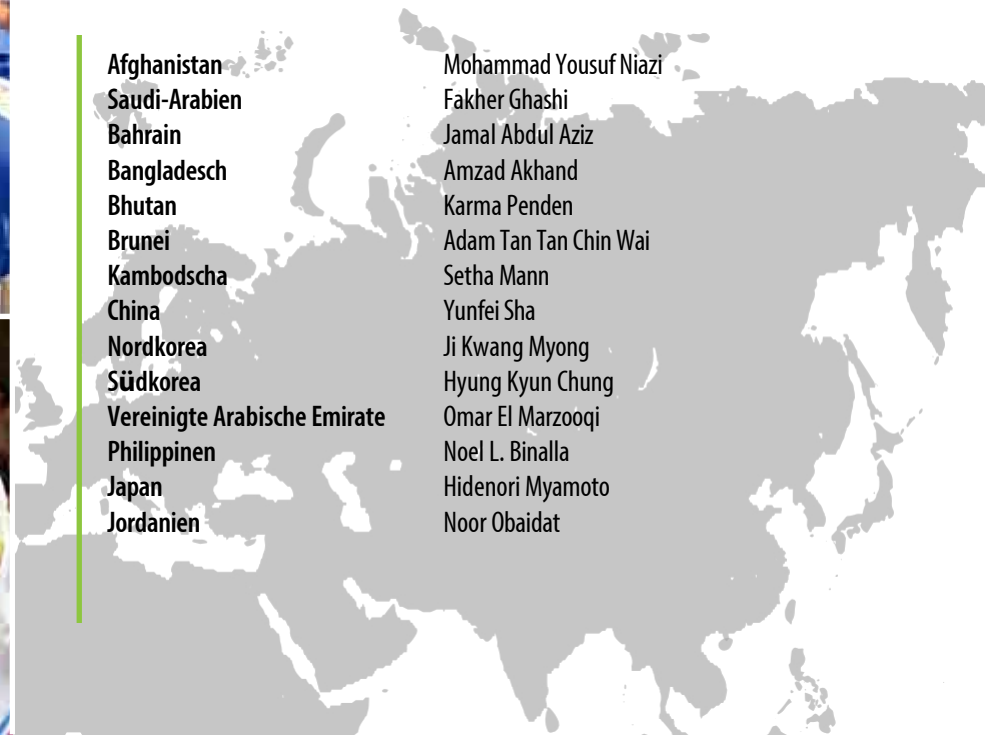 Afghanistan Mohammad Yousuf Niazi
Saudi-Arabien Fakher Ghashi
Bahrain Jamal Abdul Aziz
Bangladesch Amzad Akhand
Bhutan Karma Penden
Brunei Adam Tan Tan Chin Wai
Kambodscha Setha Mann
China Yunfei Sha
Nordkorea Ji Kwang Myong
Südkorea Hyung Kyun Chung
Vereinigte Arabische Emirate Omar El Marzooqi
Philippinen Noel L. Binalla
Japan Hidenori Myamoto
Jordanien Noor Obaidat